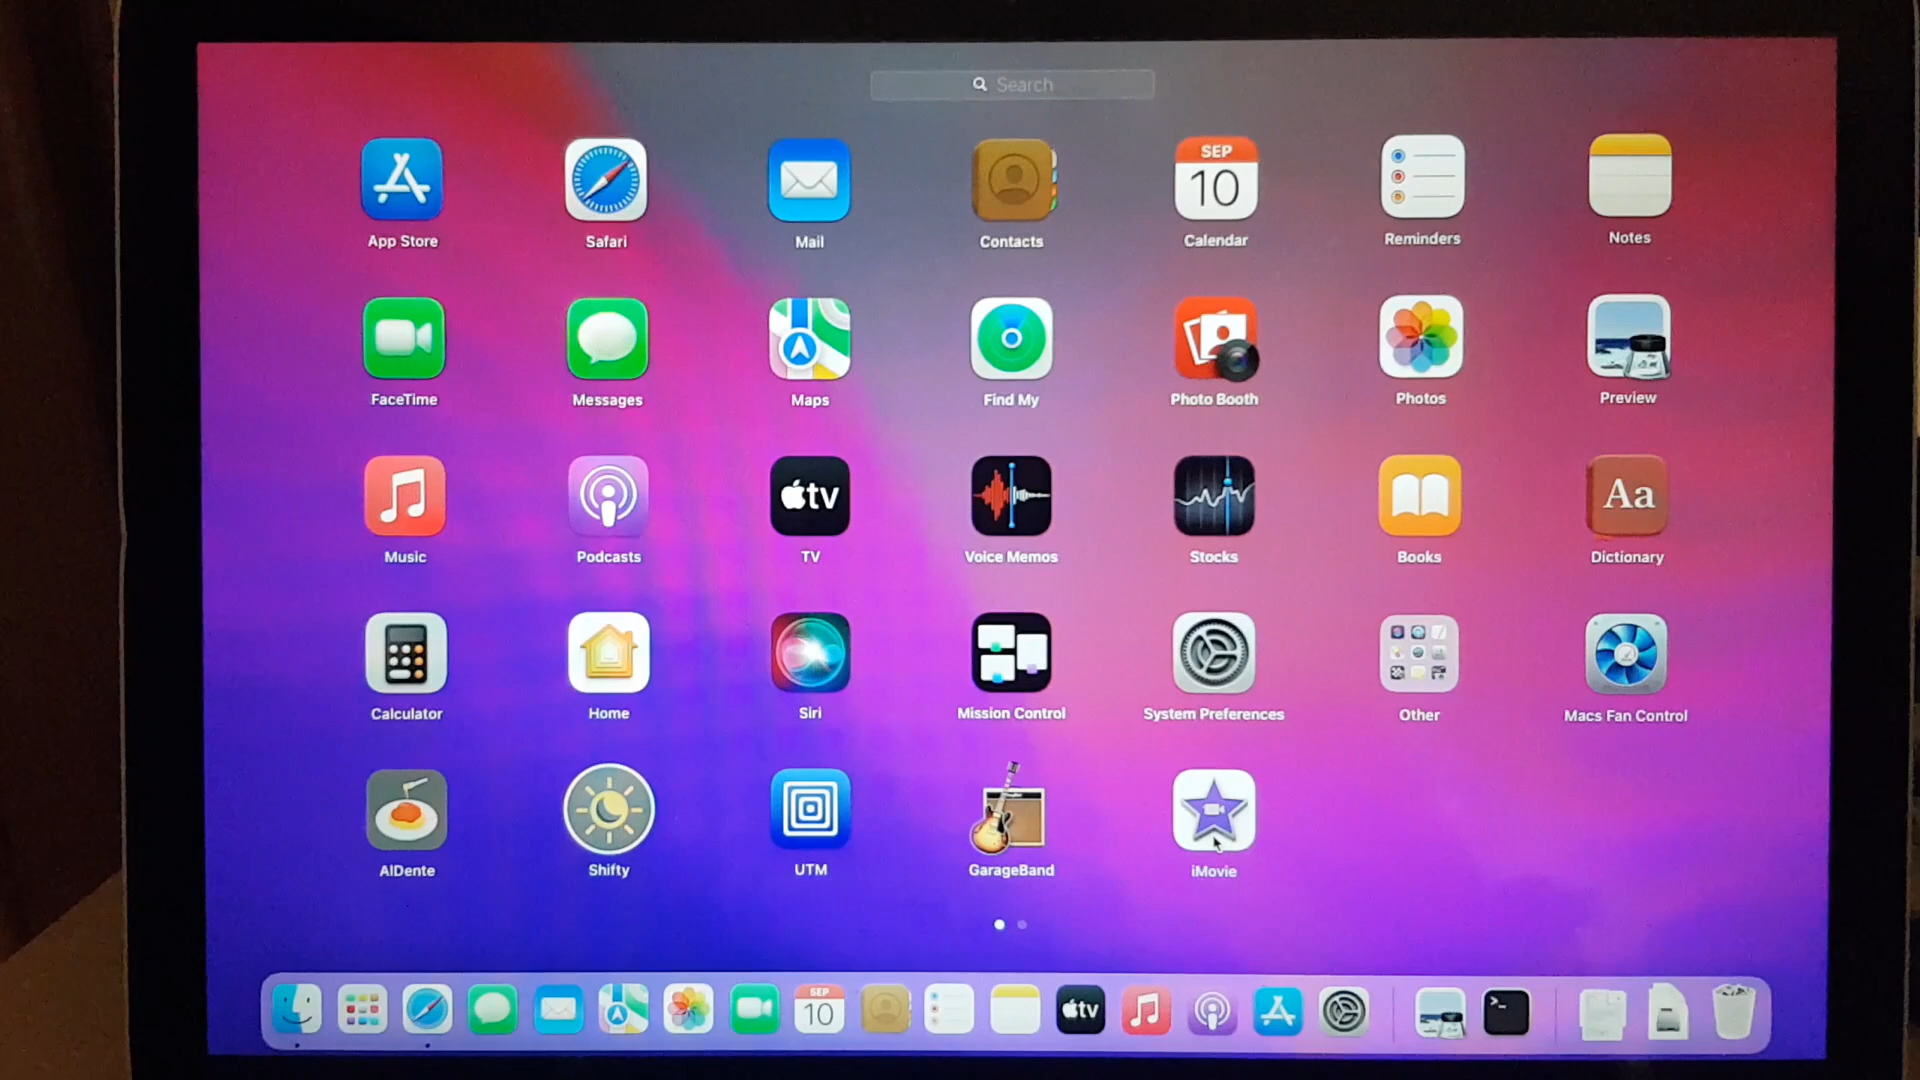 Search
SEP
10
App Store
Safari
Mail
Contacts
Calendar
Reminders
Notes
FaceTime
Messages
Maps
Find My
Photo Booth
Photos
Preview
tv
Aa
Music
Podcasts
TV
Voice Memos
Stocks
Books
Dictionary
Calculator
Home
Siri
Mission Control
System Preferences
Other
Macs Fan Control
AlDente
Shifty
UTM
GarageBand
iMovie
SEP
10
tv
>_